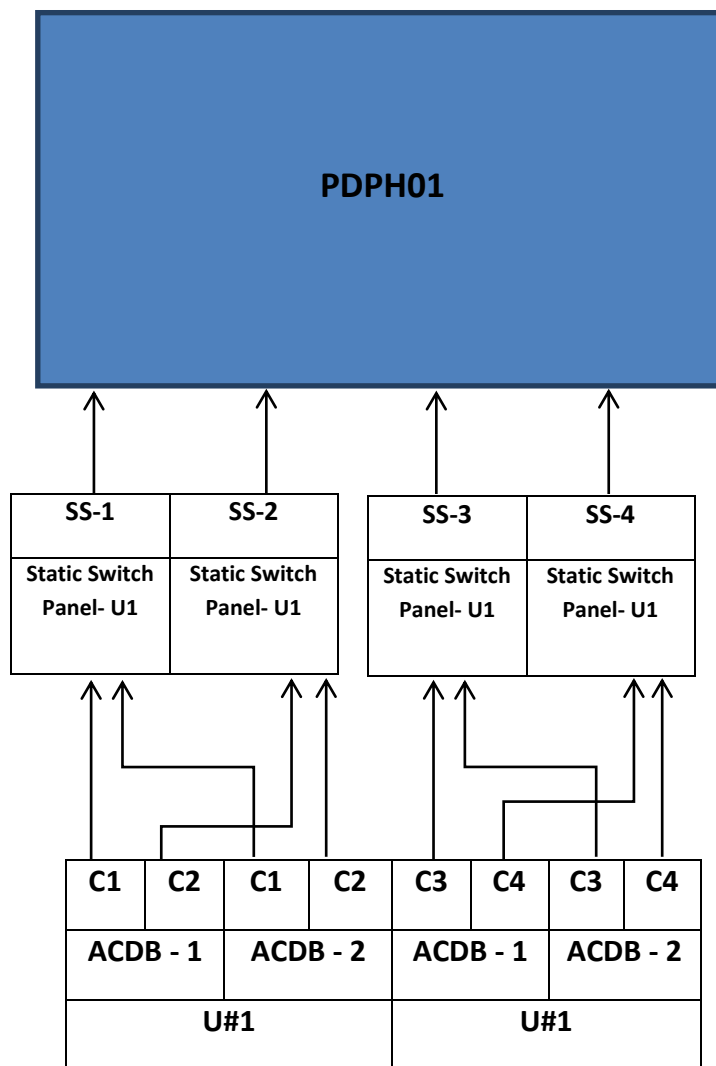 PDPH01
SS-1 SS-2 SS-3 SS-4
Static Switch Static Switch Static Switch Static Switch
Panel- U1 Panel- U1 Panel- U1 Panel- U1
C1 C2 C1 C2 C3 C4 C3 C4
ACDB - 1 ACDB - 2 ACDB - 1 ACDB - 2
U#1 U#1